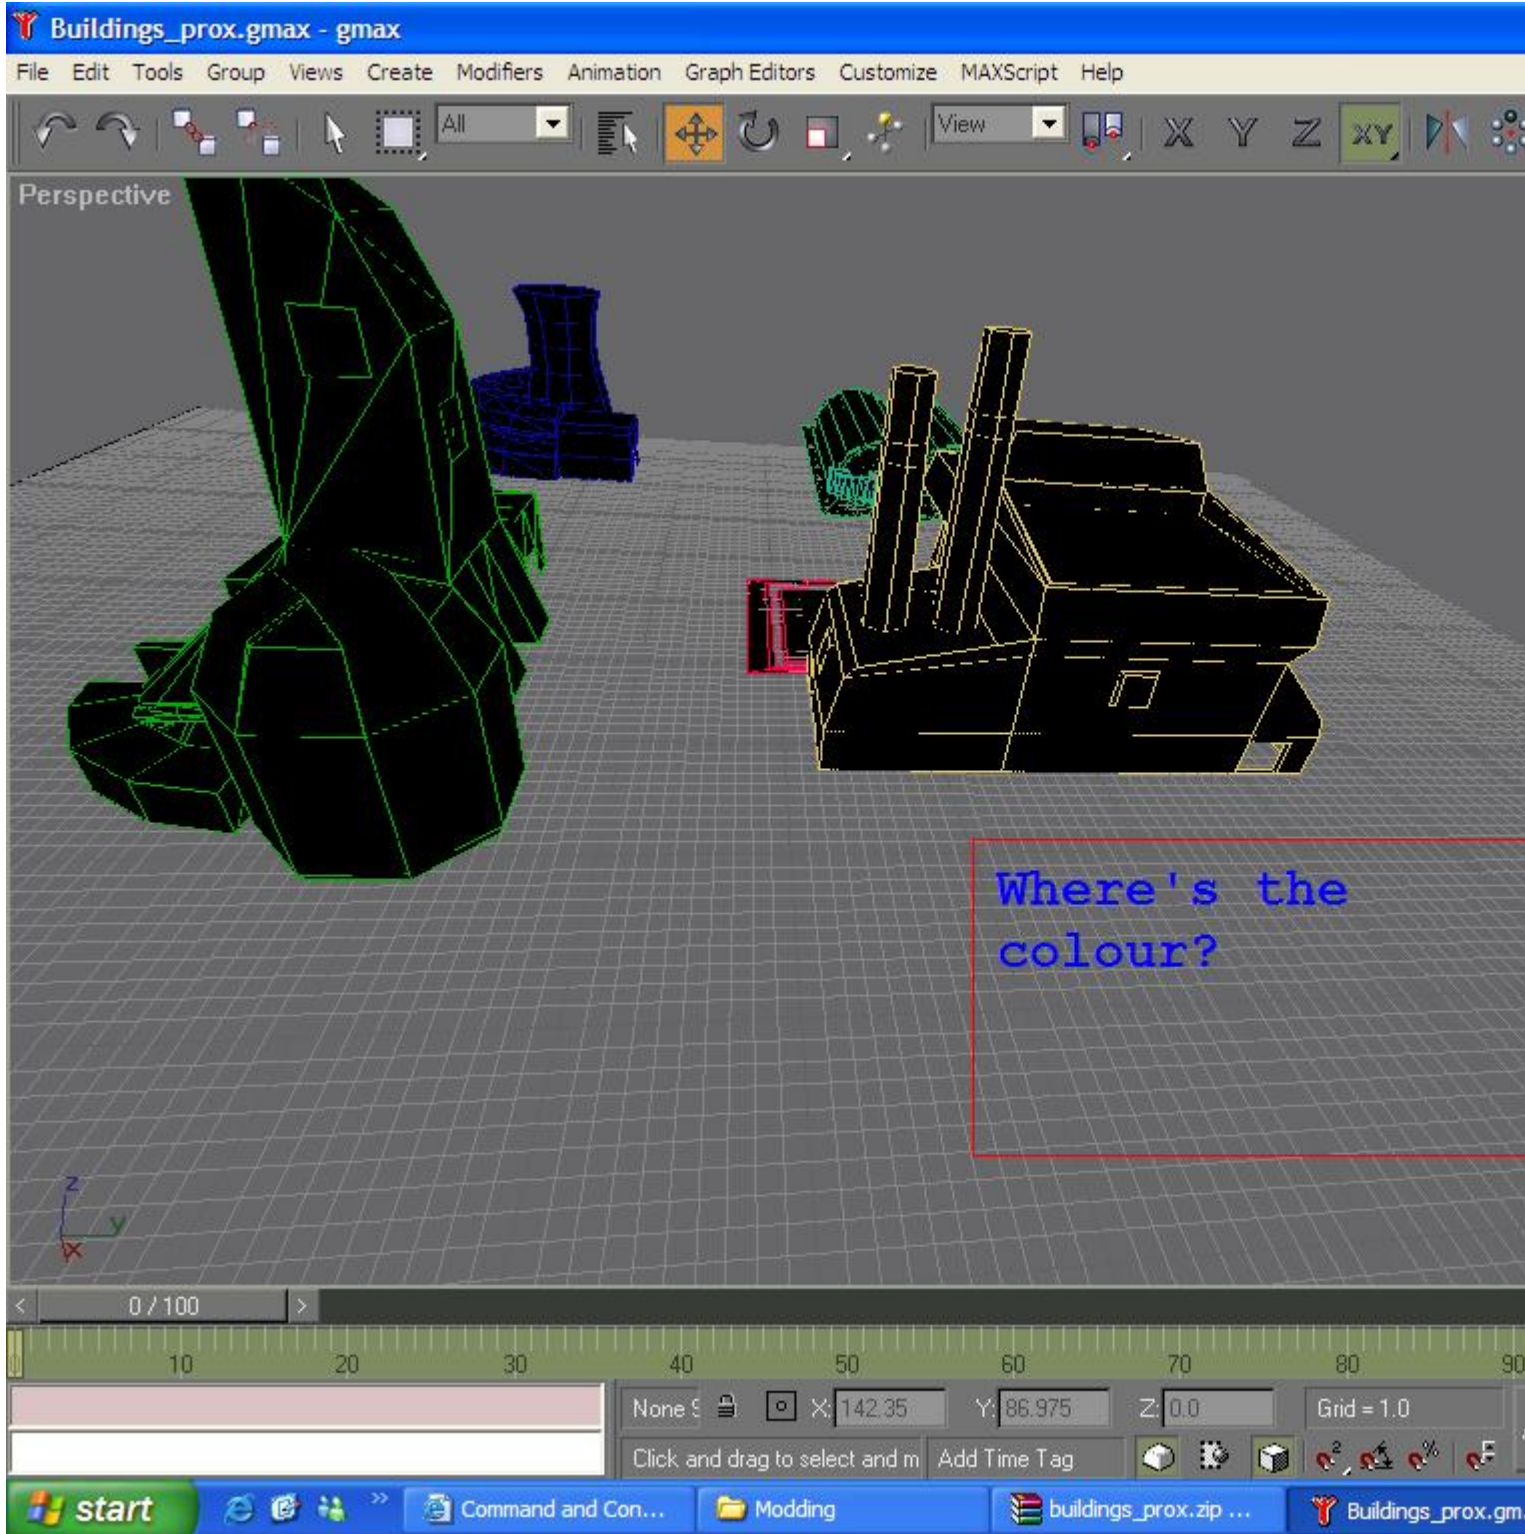 Buildings_prox.gmax - gmax
File Edit Tools Group Views Create Modifiers Animation Graph Editors Customize MAXScript Help
All View X Y Z XY
Perspective
Where's the
colour?
z
y
x
< 0 / 100 >
10 20 30 40 50 60 70 80 90
None S X: 142.35 Y: 86.975 Z: 0.0 Grid = 1.0
Click and drag to select and m Add Time Tag
start » Command and Con... Modding buildings_prox.zip ... Buildings_prox.gm